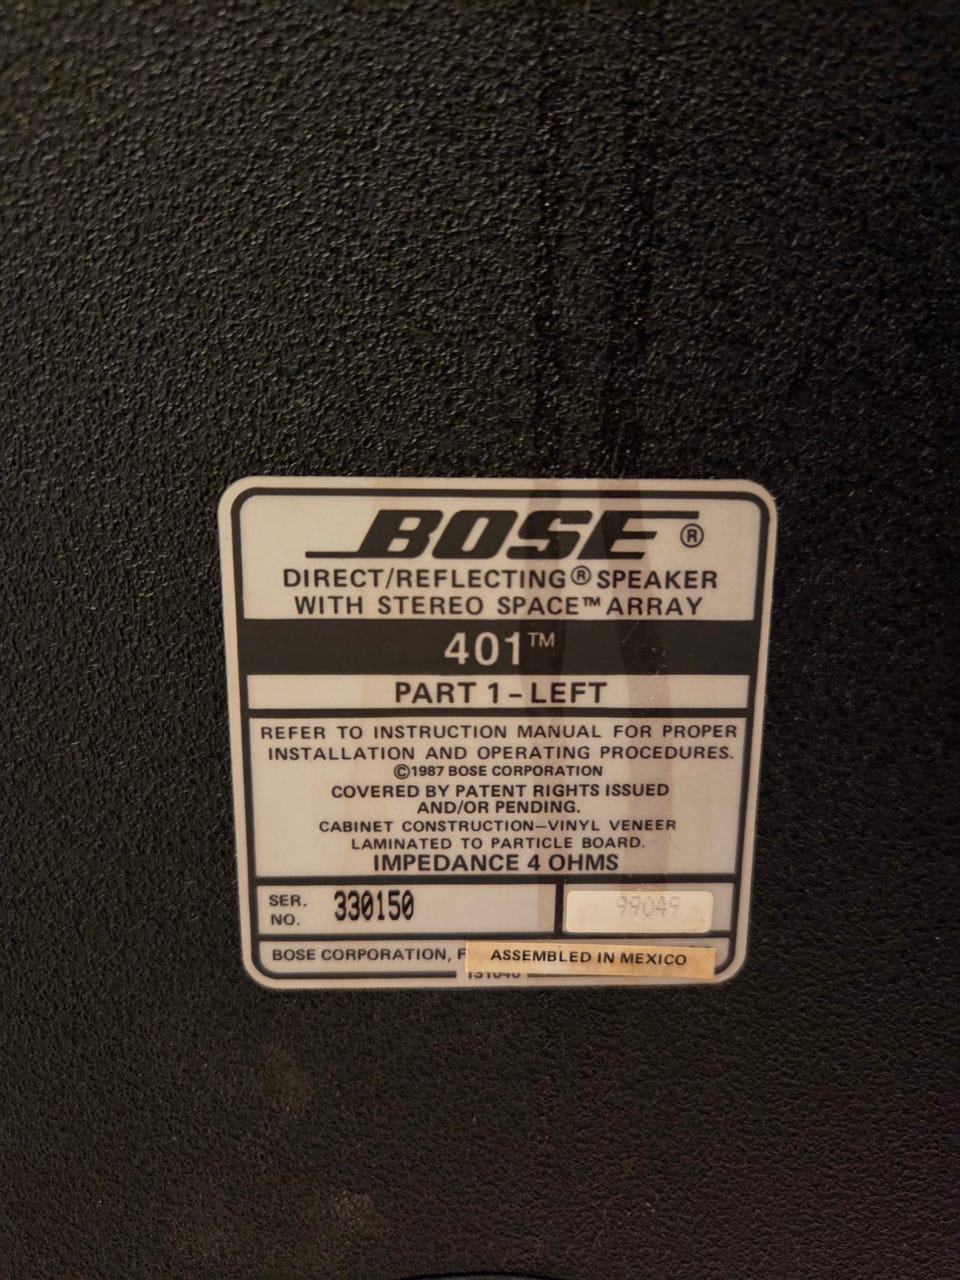 BOSE®
DIRECT/REFLECTING® SPEAKER
WITH STEREO SPACE™ ARRAY
401™
PART 1 – LEFT
REFER TO INSTRUCTION MANUAL FOR PROPER
INSTALLATION AND OPERATING PROCEDURES.
©1987 BOSE CORPORATION
COVERED BY PATENT RIGHTS ISSUED
AND/OR PENDING.
CABINET CONSTRUCTION—VINYL VENEER
LAMINATED TO PARTICLE BOARD.
IMPEDANCE 4 OHMS
SER. NO. 330150
99049
BOSE CORPORATION,
ASSEMBLED IN MEXICO